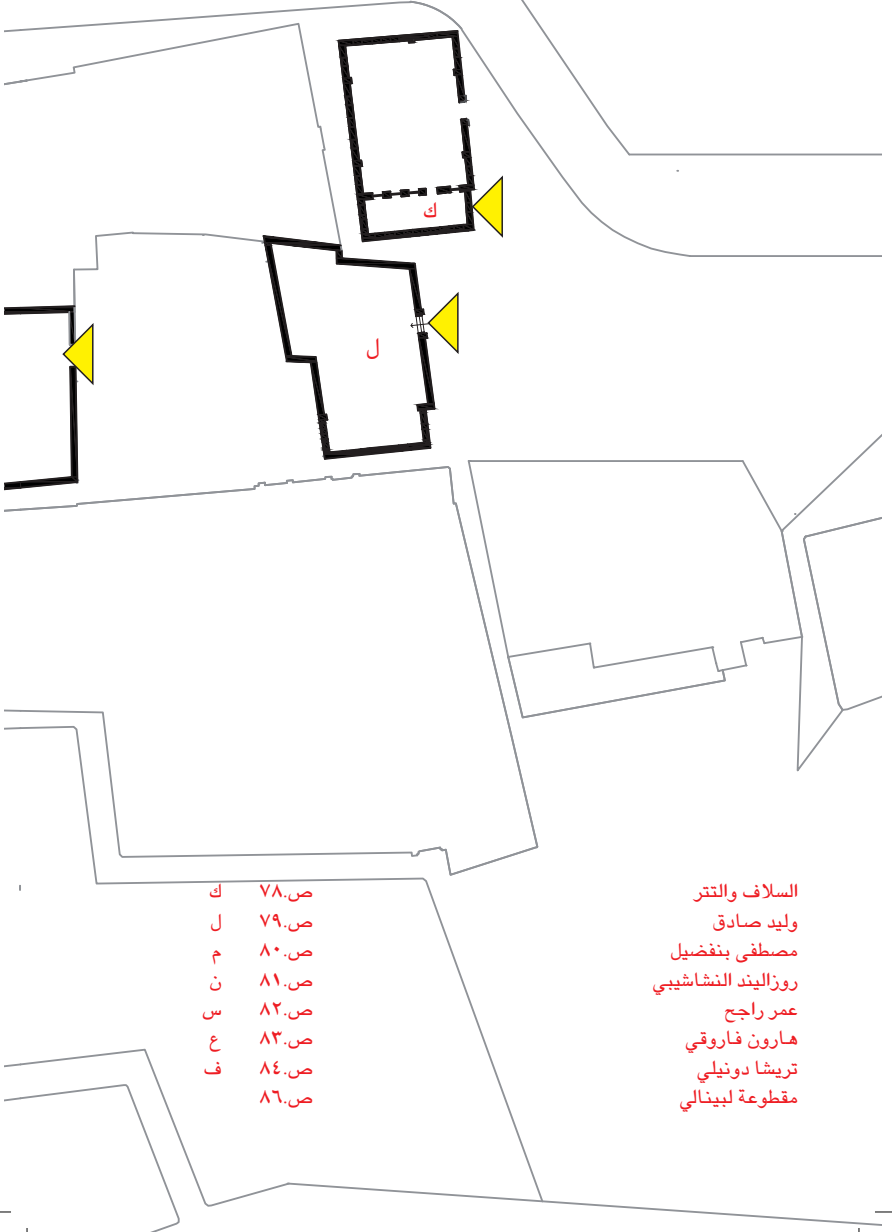 ك
ل
السلاف والتتر ص.٧٨ ك
وليد صادق ص.٧٩ ل
مصطفى بنفضيل ص.٨٠ م
روزاليند النشاشيبي ص.٨١ ن
عمر راجح ص.٨٢ س
هارون فاروقي ص.٨٣ ع
تريشا دونيلي ص.٨٤ ف
مقطوعة لبينالي ص.٨٦